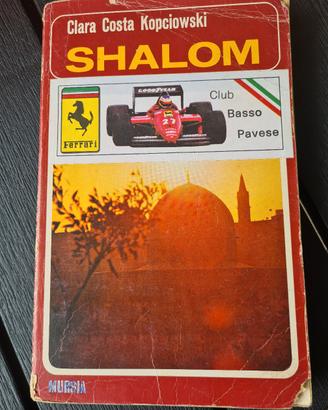 Clara Costa Kopciowski
SHALOM
Ferrari
GOODYEAR
27
Club
Basso
Pavese
MURSIA